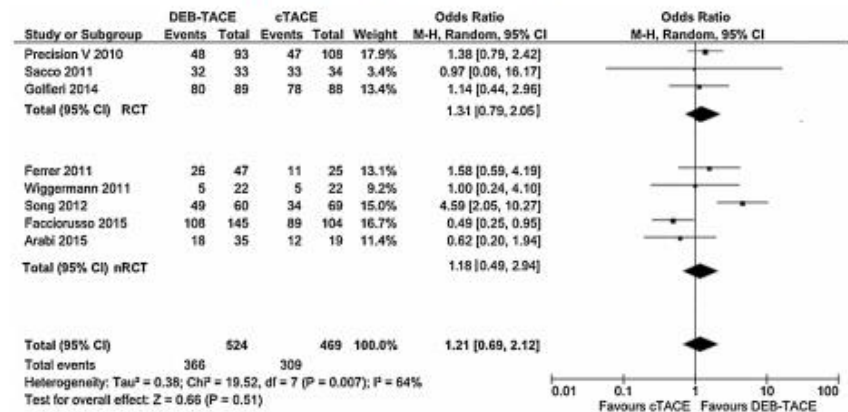 DEB-TACE cTACE Odds Ratio Odds Ratio
Study or Subgroup Events Total Events Total Weight M-H, Random, 95% CI M-H, Random, 95% CI
Precision V 2010 48 93 47 108 17.9% 1.38 [0.79, 2.42]
Sacco 2011 32 33 33 34 3.4% 0.97 [0.06, 16.17]
Golfieri 2014 80 89 78 88 13.4% 1.14 [0.44, 2.96]
Total (95% CI) RCT 1.31 [0.79, 2.05]
Ferrer 2011 26 47 11 25 13.1% 1.58 [0.59, 4.19]
Wiggermann 2011 5 22 5 22 9.2% 1.00 [0.24, 4.10]
Song 2012 49 60 34 69 15.0% 4.59 [2.05, 10.27]
Facciorusso 2015 108 145 89 104 16.7% 0.49 [0.25, 0.95]
Arabi 2015 18 35 12 19 11.4% 0.62 [0.20, 1.94]
Total (95% CI) nRCT 1.18 [0.49, 2.94]
Total (95% CI) 524 469 100.0% 1.21 [0.69, 2.12]
Total events 366 309
Heterogeneity: Tau² = 0.38; Chi² = 19.52, df = 7 (P = 0.007); I² = 64%
Test for overall effect: Z = 0.66 (P = 0.51)
0.01 0.1 1 10 100
Favours cTACE Favours DEB-TACE